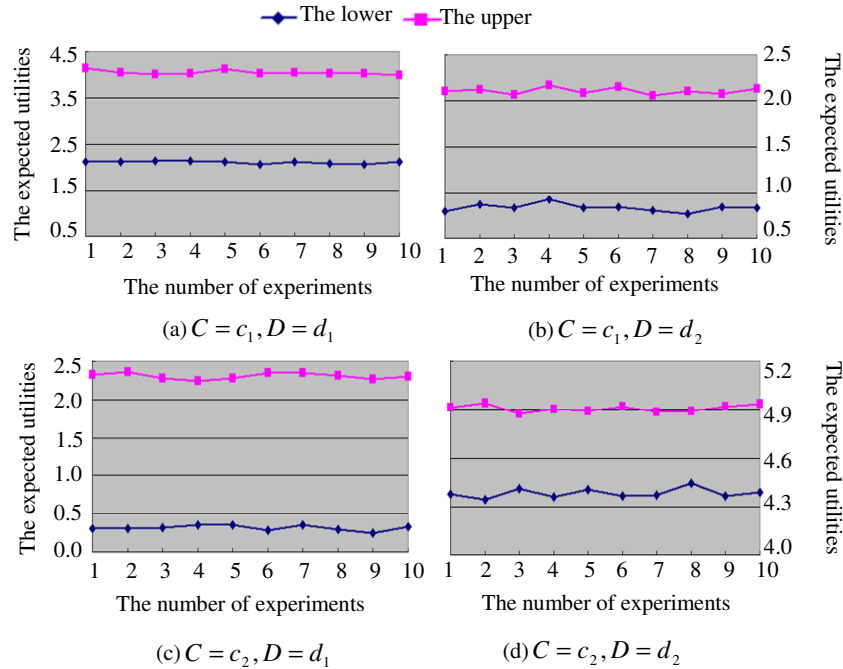 The lower The upper
The expected utilities
4.5
3.5
2.5
1.5
0.5
1 2 3 4 5 6 7 8 9 10
The number of experiments
(a) C = c₁, D = d₁
The expected utilities
2.5
2.0
1.5
1.0
0.5
1 2 3 4 5 6 7 8 9 10
The number of experiments
(b) C = c₁, D = d₂
The expected utilities
2.5
2.0
1.5
1.0
0.5
0.0
1 2 3 4 5 6 7 8 9 10
The number of experiments
(c) C = c₂, D = d₁
The expected utilities
5.2
4.9
4.6
4.3
4.0
1 2 3 4 5 6 7 8 9 10
The number of experiments
(d) C = c₂, D = d₂